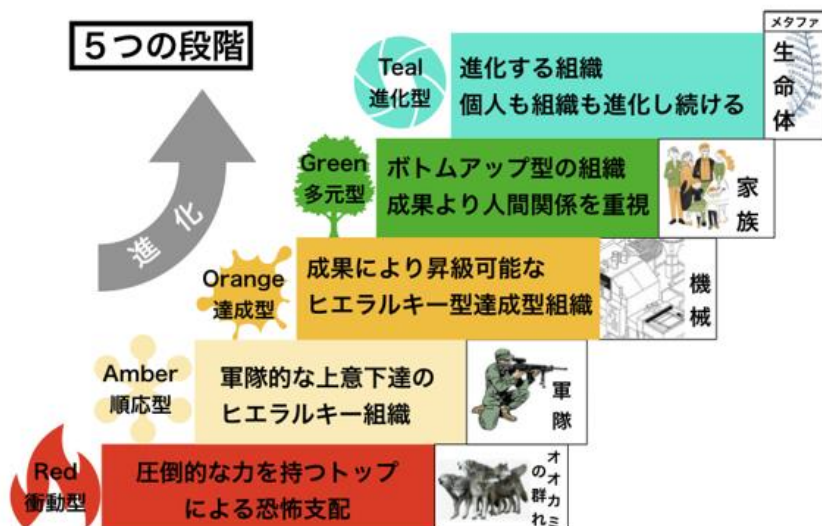 5つの段階
メタファ
Teal
進化型
進化する組織
個人も組織も進化し続ける
生命体
Green
多元型
ボトムアップ型の組織
成果より人間関係を重視
家族
進化
Orange
達成型
成果により昇級可能な
ヒエラルキー型達成型組織
機械
Amber
順応型
軍隊的な上意下達の
ヒエラルキー組織
軍隊
Red
衝動型
圧倒的な力を持つトップ
による恐怖支配
オオカミ
の群れ